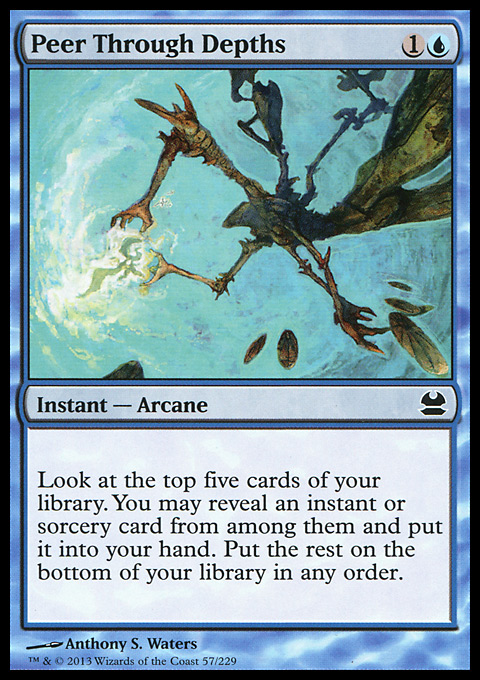 Peer Through Depths 1
Instant — Arcane
Look at the top five cards of your
library. You may reveal an instant or
sorcery card from among them and put
it into your hand. Put the rest on the
bottom of your library in any order.
Anthony S. Waters
™ & © 2013 Wizards of the Coast 57/229